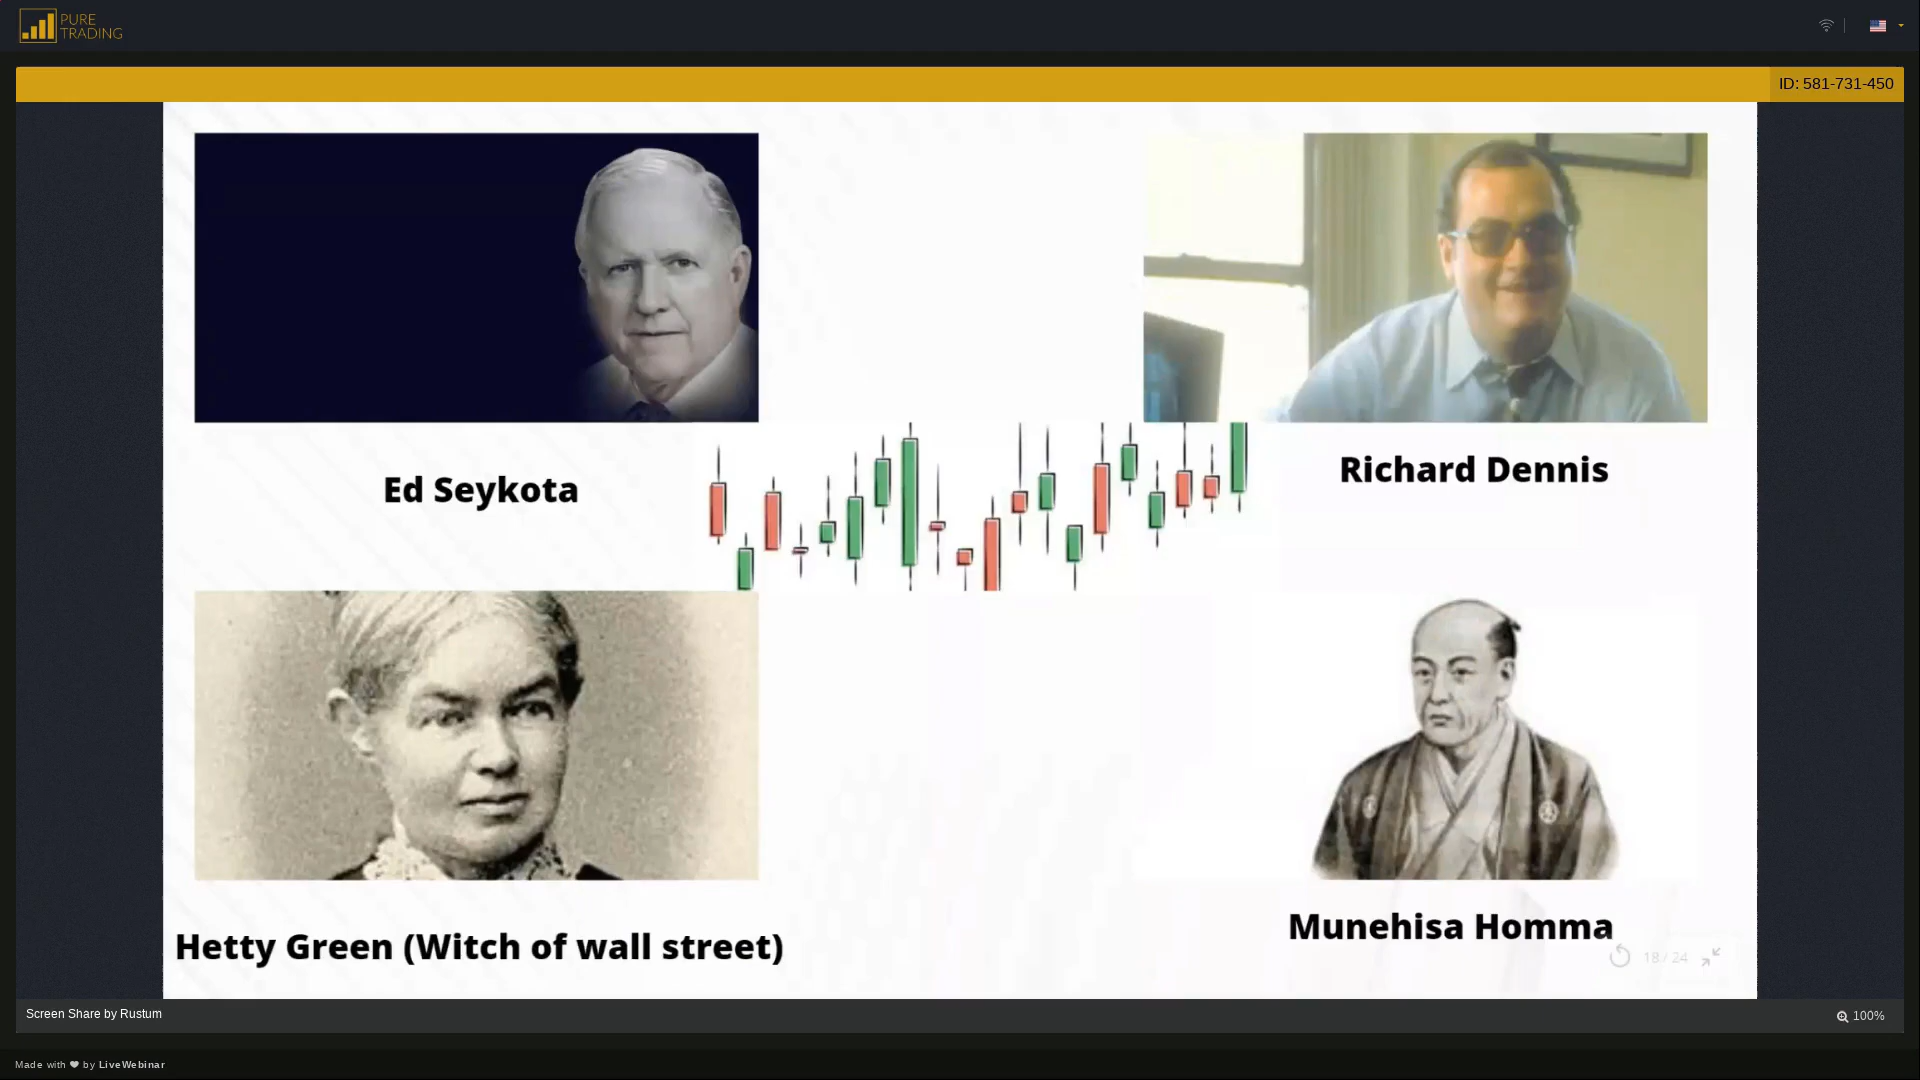 PURE
TRADING
ID: 581-731-450
Ed Seykota
Richard Dennis
Hetty Green (Witch of wall street)
Munehisa Homma
18 / 24
Screen Share by Rustum
100%
Made with by LiveWebinar